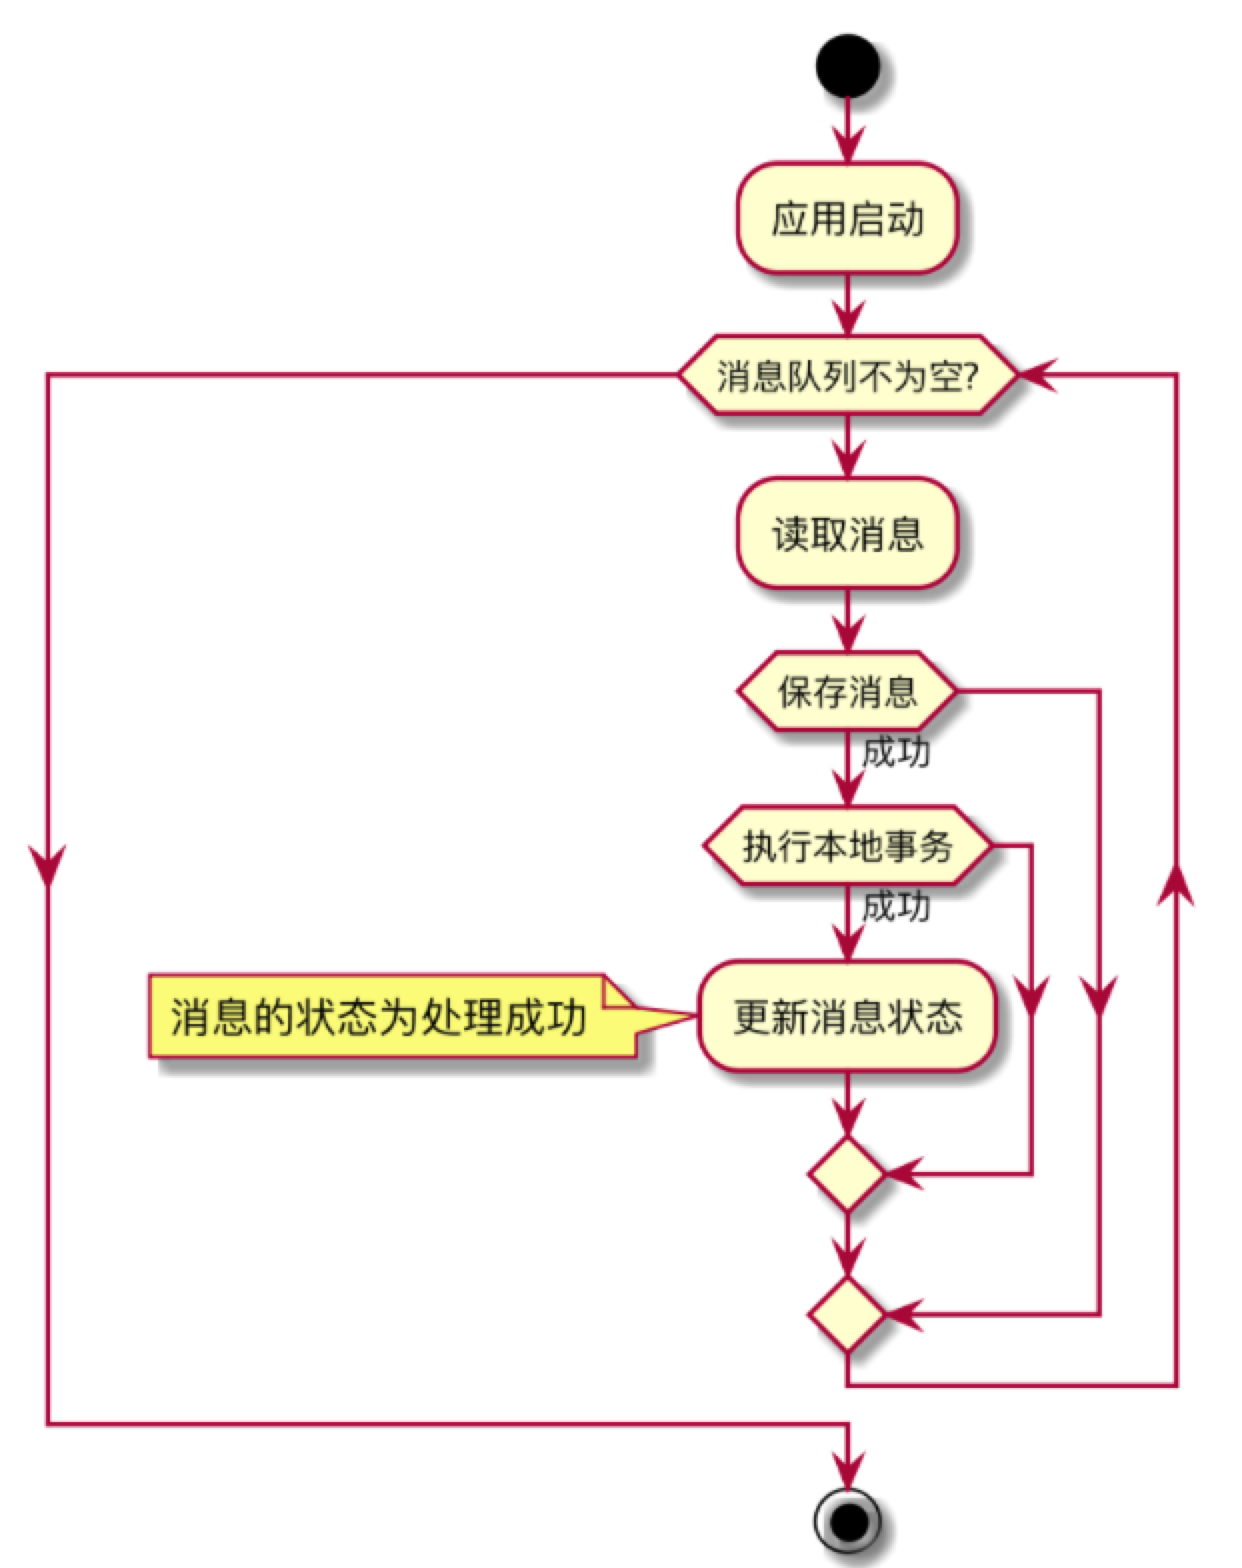 应用启动
消息队列不为空?
读取消息
保存消息
成功
执行本地事务
成功
消息的状态为处理成功
更新消息状态